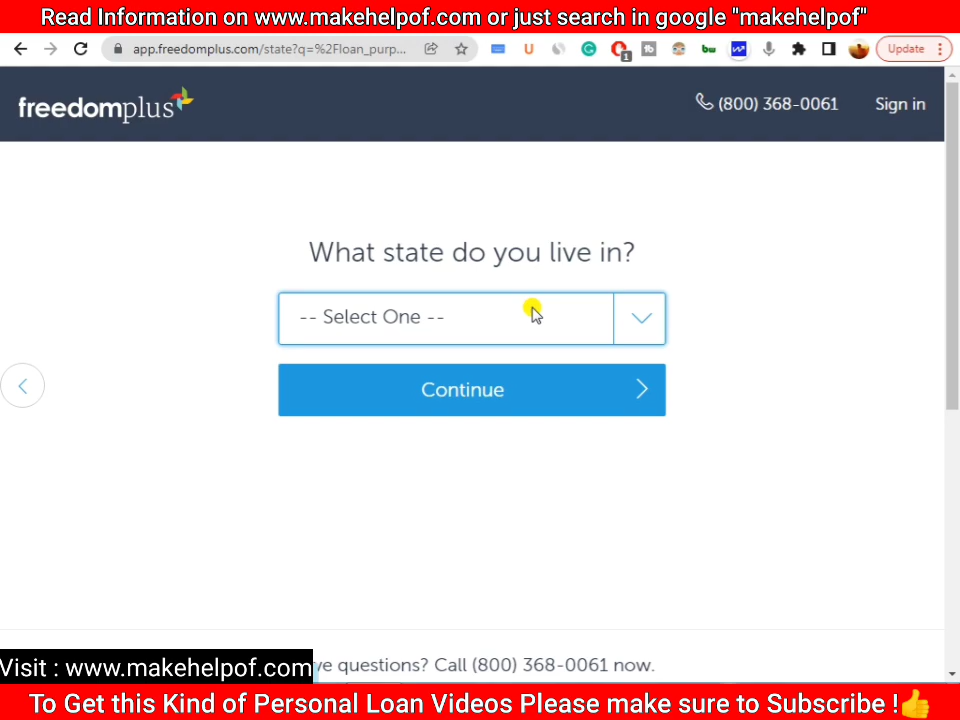 Read Information on www.makehelpof.com or just search in google "makehelpof"
app.freedomplus.com/state?q=%2Floan_purp...
U
1
bw
Update
freedomplus
(800) 368-0061
Sign in
What state do you live in?
-- Select One --
Continue
Visit : www.makehelpof.com
ve questions? Call (800) 368-0061 now.
To Get this Kind of Personal Loan Videos Please make sure to Subscribe !👍